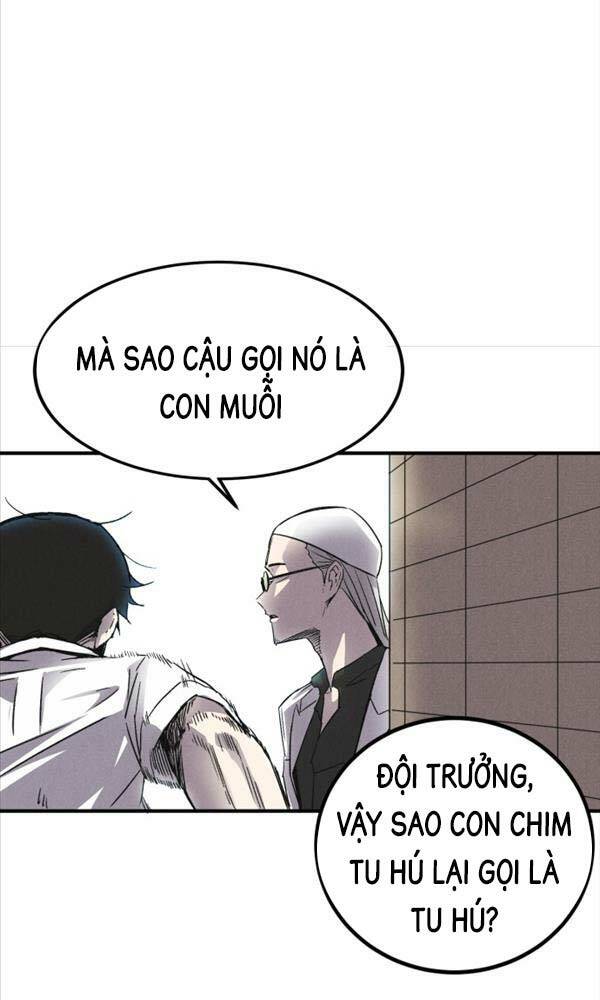 MÀ SAO CẬU GỌI NÓ LÀ
CON MUỖI
ĐỘI TRƯỞNG,
VẬY SAO CON CHIM
TU HÚ LẠI GỌI LÀ
TU HÚ?